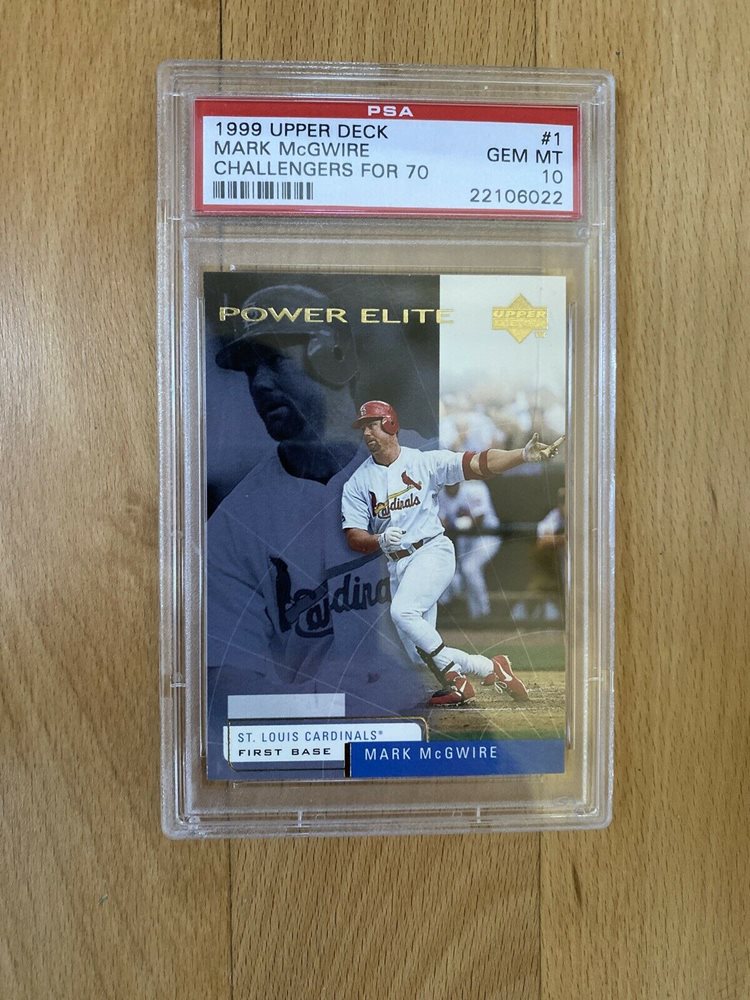 PSA
1999 UPPER DECK #1
MARK McGWIRE GEM MT
CHALLENGERS FOR 70 10
22106022
POWER ELITE
UPPER
DECK
Cardinals
ST. LOUIS CARDINALS®
FIRST BASE
MARK McGWIRE